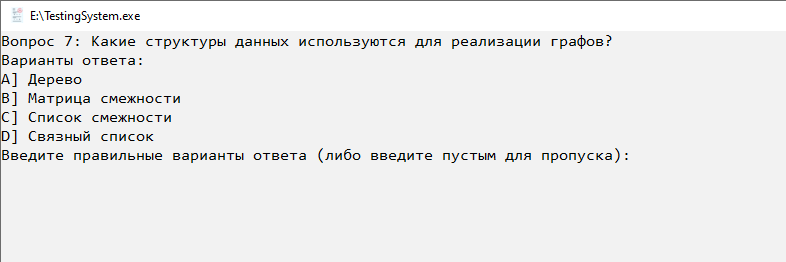 E:\TestingSystem.exe
Вопрос 7: Какие структуры данных используются для реализации графов?
Варианты ответа:
A] Дерево
B] Матрица смежности
C] Список смежности
D] Связный список
Введите правильные варианты ответа (либо введите пустым для пропуска):